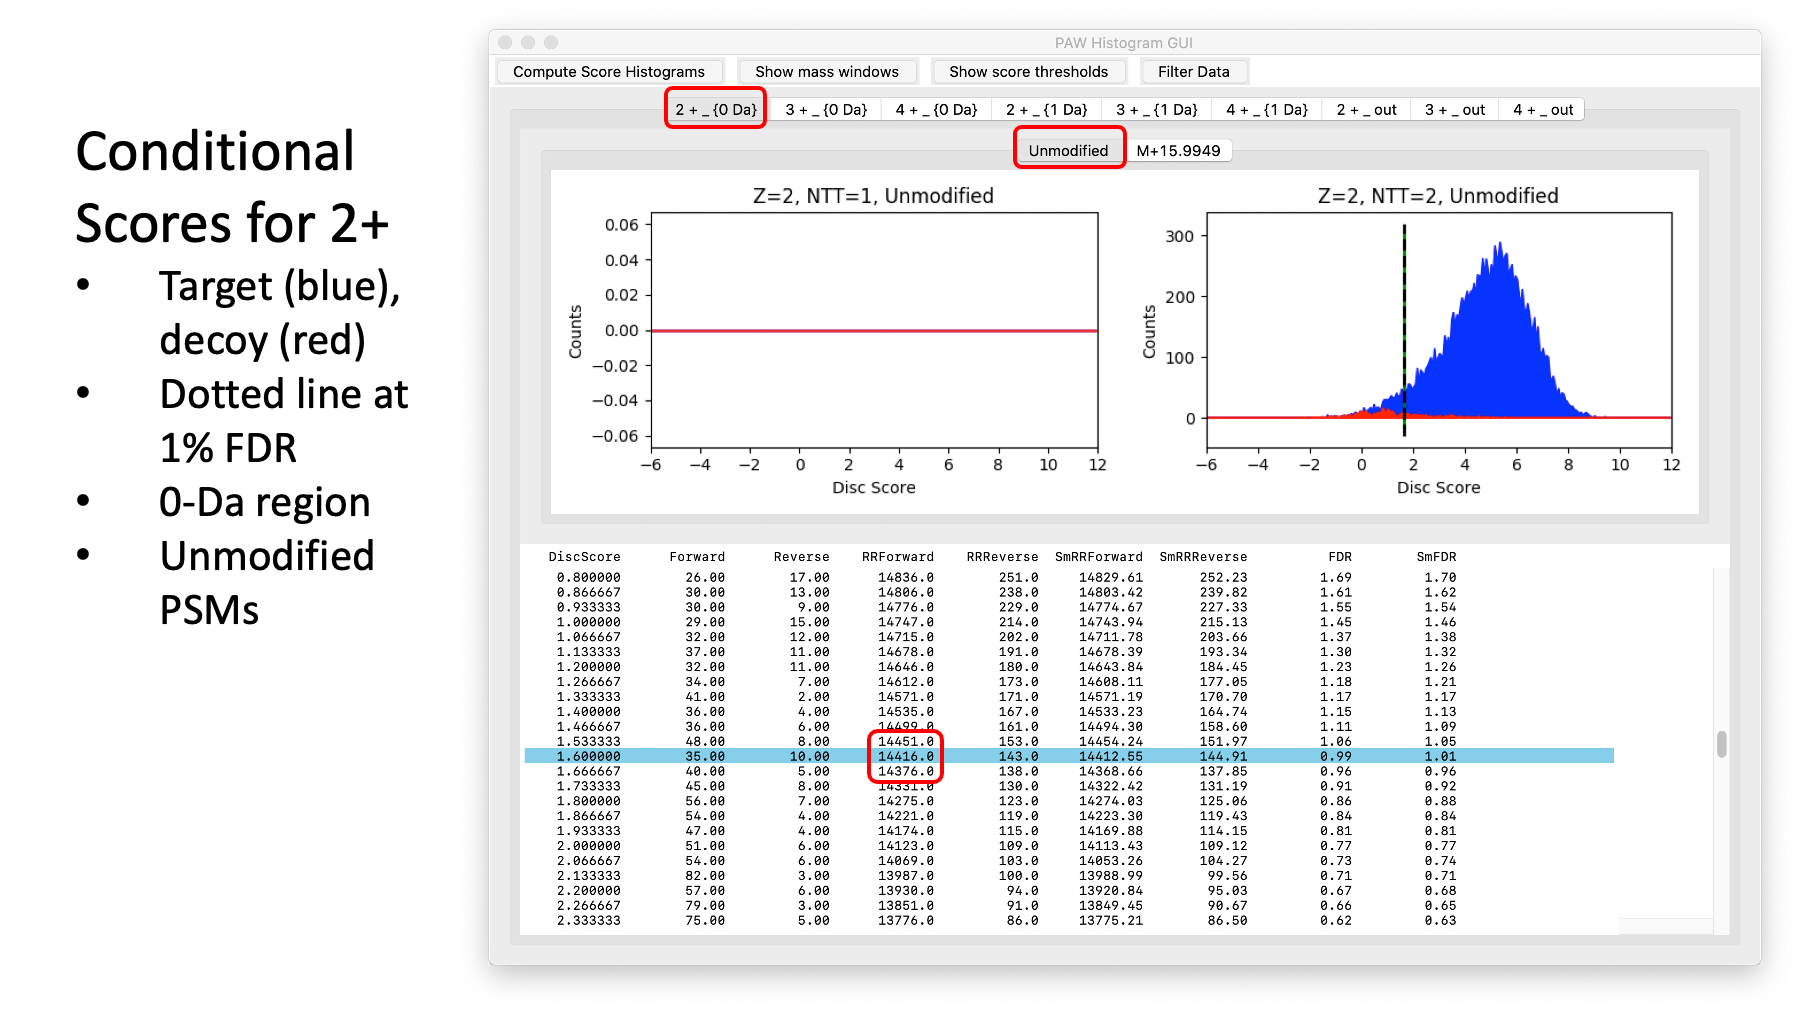 Conditional
Scores for 2+
• Target (blue),
decoy (red)
• Dotted line at
1% FDR
• 0-Da region
• Unmodified
PSMs
PAW Histogram GUI
Compute Score Histograms Show mass windows Show score thresholds Filter Data
2 + _ {0 Da} 3 + _ {0 Da} 4 + _ {0 Da} 2 + _ {1 Da} 3 + _ {1 Da} 4 + _ {1 Da} 2 + _ out 3 + _ out 4 + _ out
Unmodified M+15.9949
Z=2, NTT=1, Unmodified
0.06
0.04
0.02
0.00
−0.02
−0.04
−0.06
Counts
−6 −4 −2 0 2 4 6 8 10 12
Disc Score
Z=2, NTT=2, Unmodified
300
200
100
0
Counts
−6 −4 −2 0 2 4 6 8 10 12
Disc Score
DiscScore Forward Reverse RRForward RRReverse SmRRForward SmRRReverse FDR SmFDR
0.800000 26.00 17.00 14836.0 251.0 14829.61 252.23 1.69 1.70
0.866667 30.00 13.00 14806.0 238.0 14803.42 239.82 1.61 1.62
0.933333 30.00 9.00 14776.0 229.0 14774.67 227.33 1.55 1.54
1.000000 29.00 15.00 14747.0 214.0 14743.94 215.13 1.45 1.46
1.066667 32.00 12.00 14715.0 202.0 14711.78 203.66 1.37 1.38
1.133333 37.00 11.00 14678.0 191.0 14678.39 193.34 1.30 1.32
1.200000 32.00 11.00 14646.0 180.0 14643.84 184.45 1.23 1.26
1.266667 34.00 7.00 14612.0 173.0 14608.11 177.05 1.18 1.21
1.333333 41.00 2.00 14571.0 171.0 14571.19 170.70 1.17 1.17
1.400000 36.00 4.00 14535.0 167.0 14533.23 164.74 1.15 1.13
1.466667 36.00 6.00 14499.0 161.0 14494.30 158.60 1.11 1.09
1.533333 48.00 8.00 14451.0 153.0 14454.24 151.97 1.06 1.05
1.600000 35.00 10.00 14416.0 143.0 14412.55 144.91 0.99 1.01
1.666667 40.00 5.00 14376.0 138.0 14368.66 137.85 0.96 0.96
1.733333 45.00 8.00 14331.0 130.0 14322.42 131.19 0.91 0.92
1.800000 56.00 7.00 14275.0 123.0 14274.03 125.06 0.86 0.88
1.866667 54.00 4.00 14221.0 119.0 14223.30 119.43 0.84 0.84
1.933333 47.00 4.00 14174.0 115.0 14169.88 114.15 0.81 0.81
2.000000 51.00 6.00 14123.0 109.0 14113.43 109.12 0.77 0.77
2.066667 54.00 6.00 14069.0 103.0 14053.26 104.27 0.73 0.74
2.133333 82.00 3.00 13987.0 100.0 13988.99 99.56 0.71 0.71
2.200000 57.00 6.00 13930.0 94.0 13920.84 95.03 0.67 0.68
2.266667 79.00 3.00 13851.0 91.0 13849.45 90.67 0.66 0.65
2.333333 75.00 5.00 13776.0 86.0 13775.21 86.50 0.62 0.63